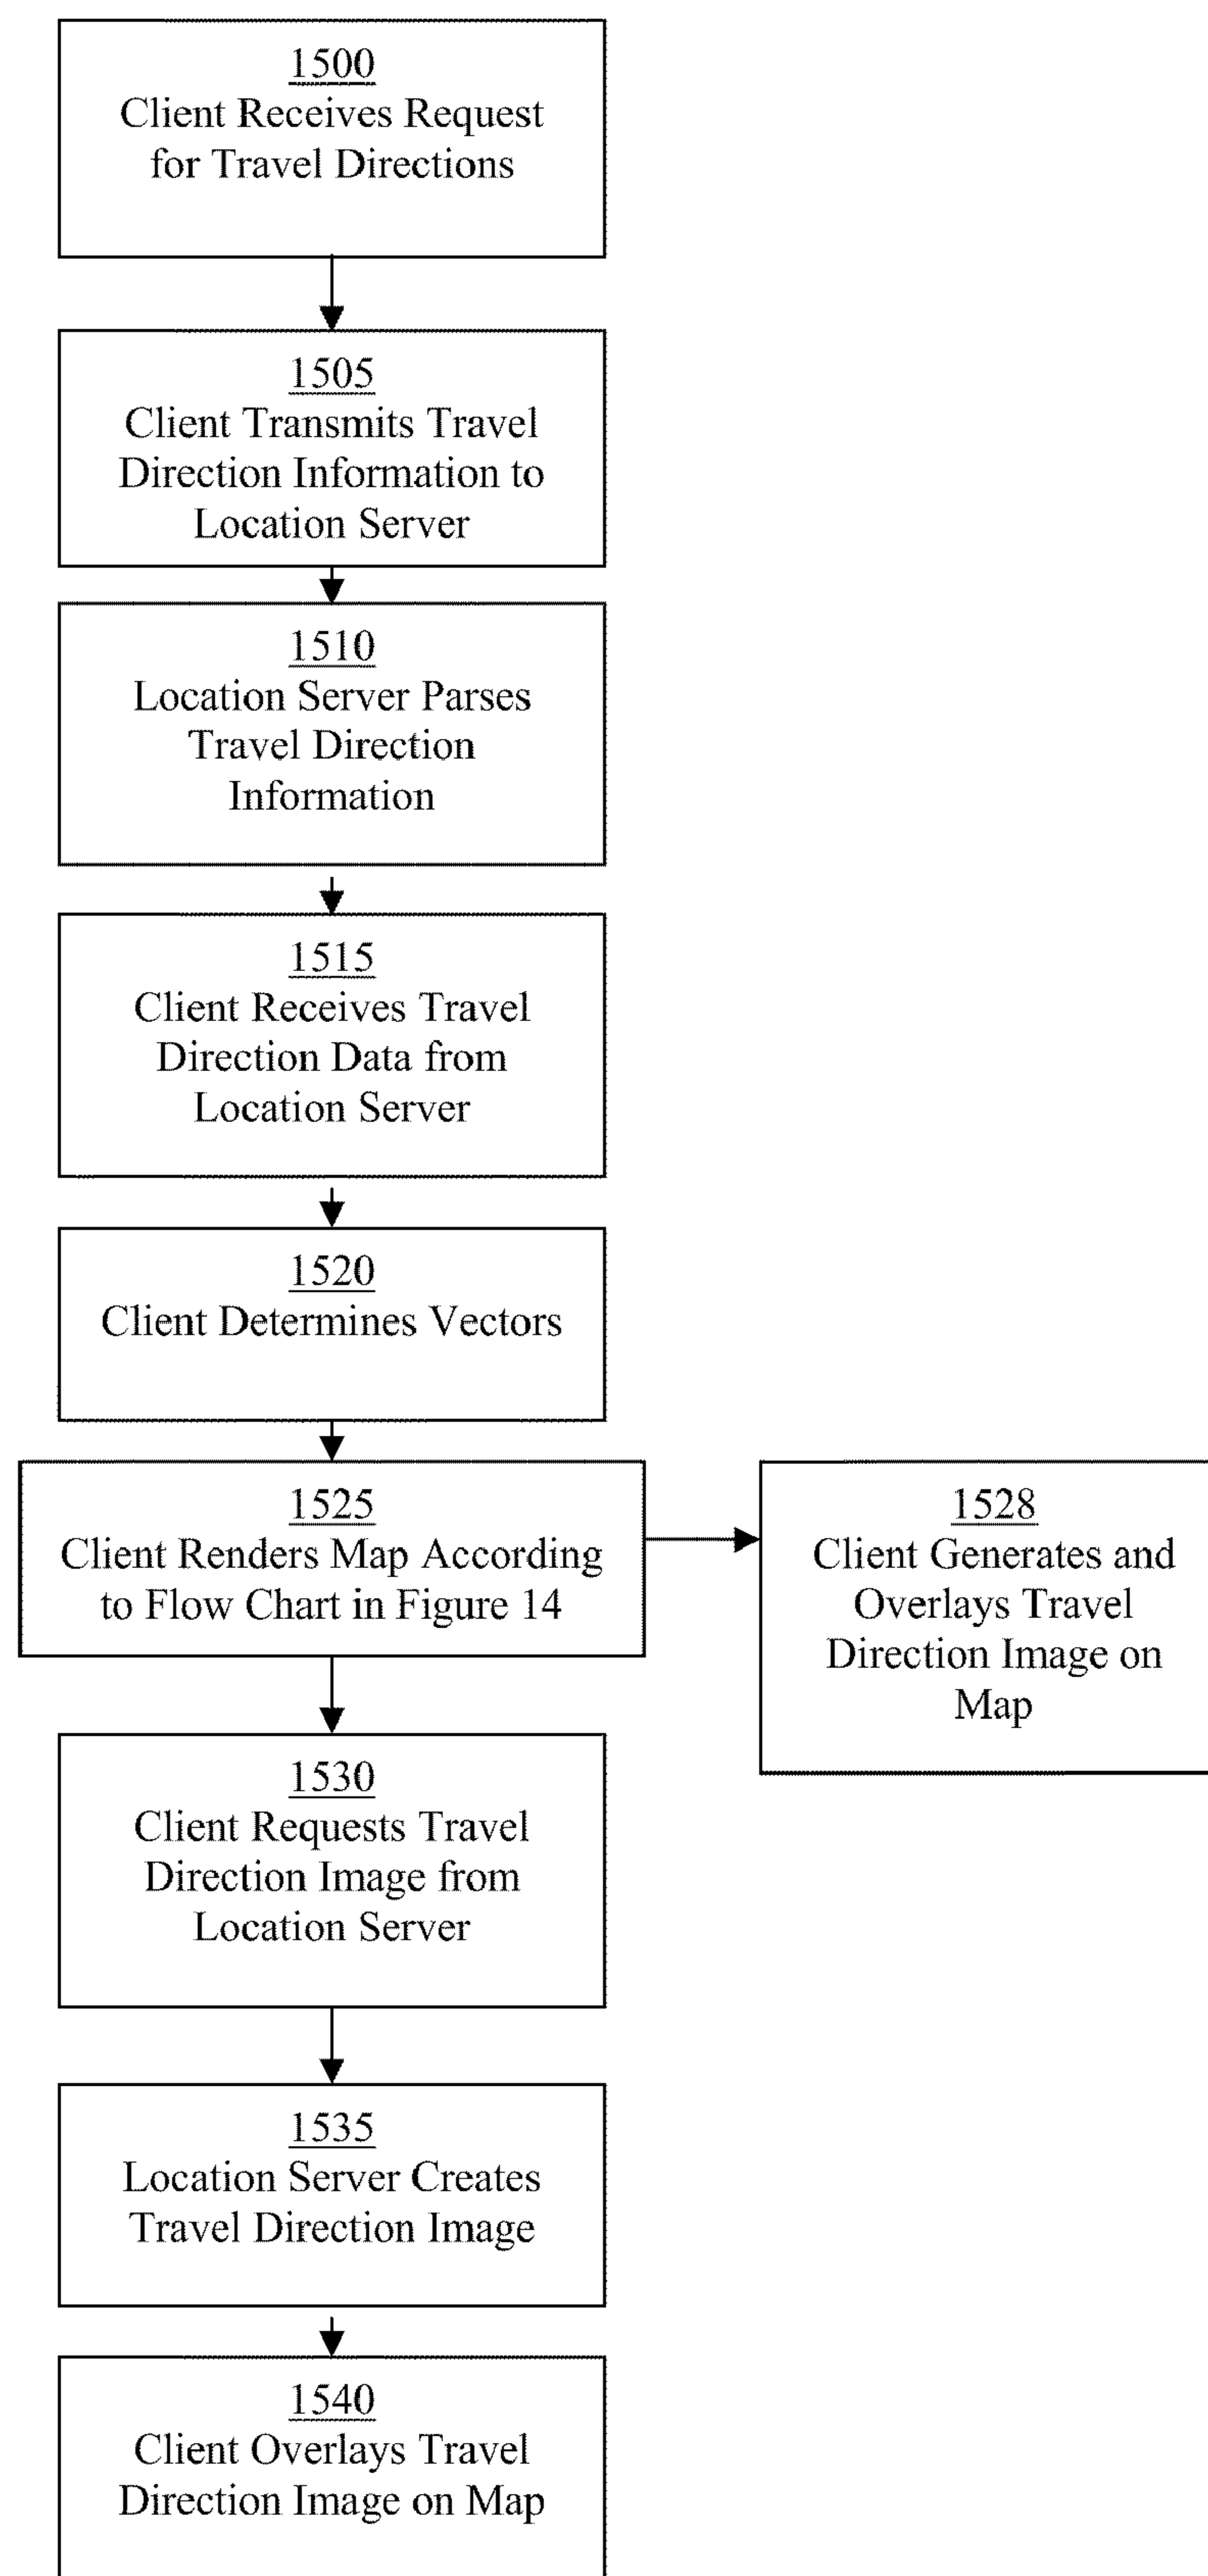 1500
Client Receives Request
for Travel Directions
1505
Client Transmits Travel
Direction Information to
Location Server
1510
Location Server Parses
Travel Direction
Information
1515
Client Receives Travel
Direction Data from
Location Server
1520
Client Determines Vectors
1525
Client Renders Map According
to Flow Chart in Figure 14
1528
Client Generates and
Overlays Travel
Direction Image on
Map
1530
Client Requests Travel
Direction Image from
Location Server
1535
Location Server Creates
Travel Direction Image
1540
Client Overlays Travel
Direction Image on Map